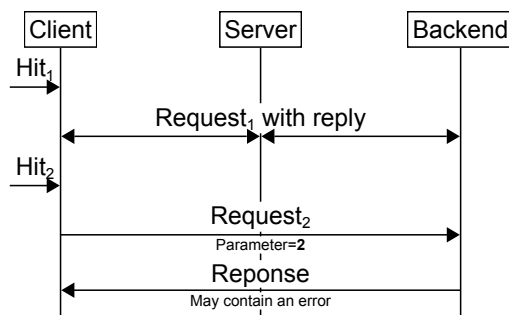 Client Server Backend
Hit₁
Request₁ with reply
Hit₂
Request₂
Parameter=2
Reponse
May contain an error